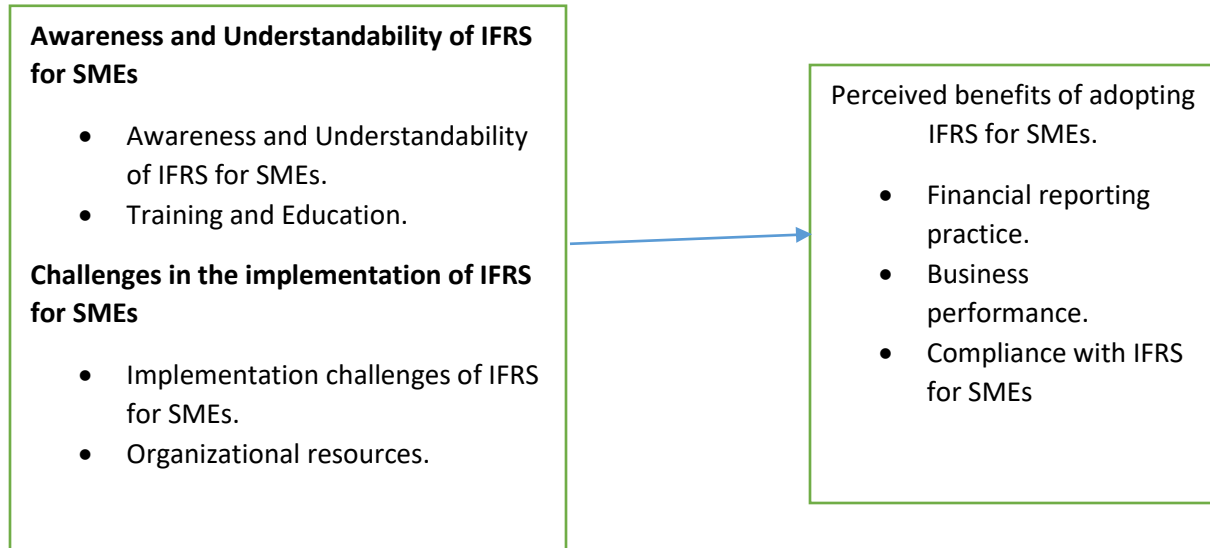 Awareness and Understandability of IFRS
for SMEs
• Awareness and Understandability
of IFRS for SMEs.
• Training and Education.
Challenges in the implementation of IFRS
for SMEs
• Implementation challenges of IFRS
for SMEs.
• Organizational resources.
Perceived benefits of adopting
IFRS for SMEs.
• Financial reporting
practice.
• Business
performance.
• Compliance with IFRS
for SMEs